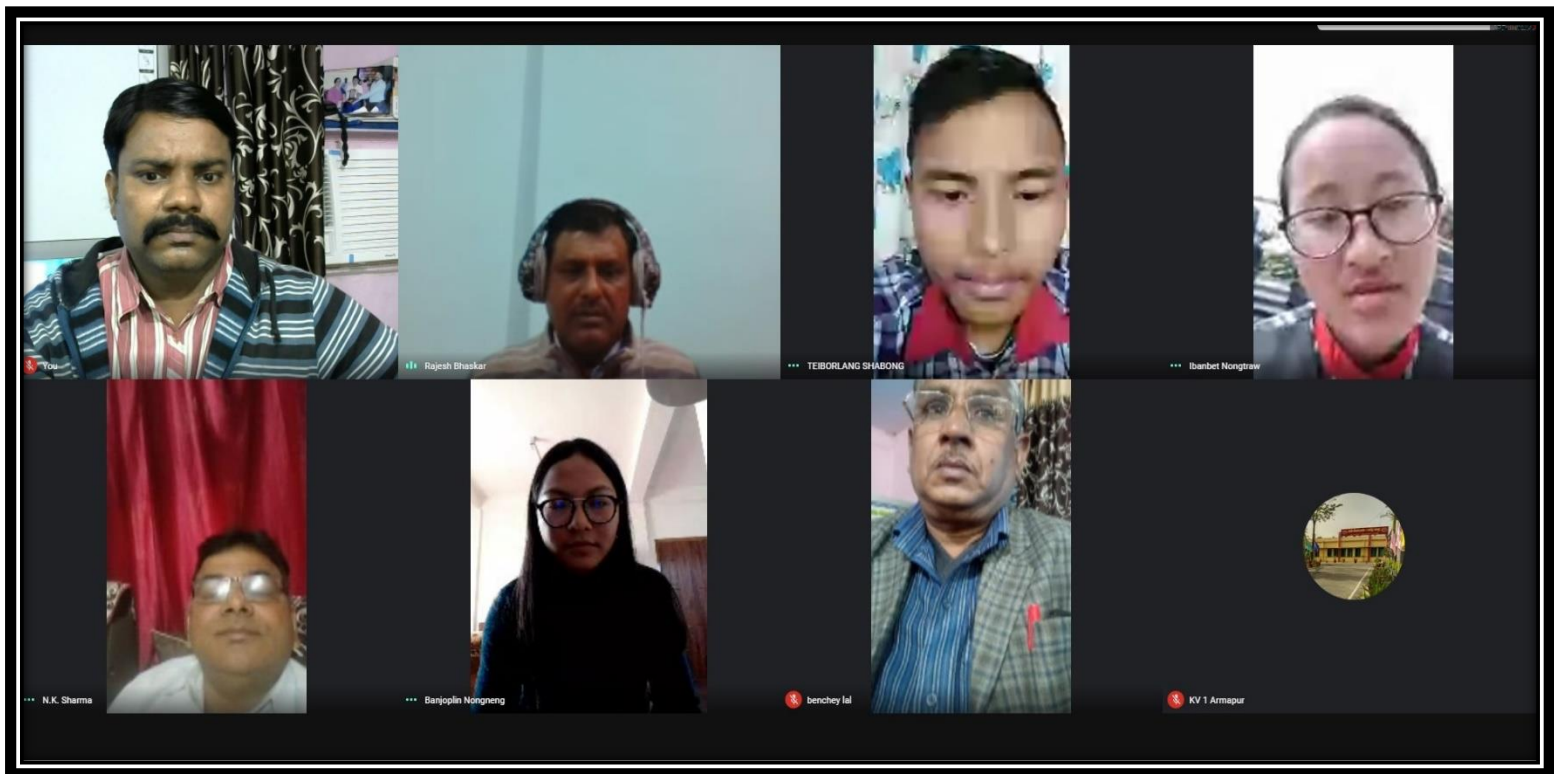 You
Rajesh Bhaskar
TEIBORLANG SHABONG
Ibanbet Nongtraw
N.K. Sharma
Banjoplin Nongneng
benchey lal
KV 1 Armapur